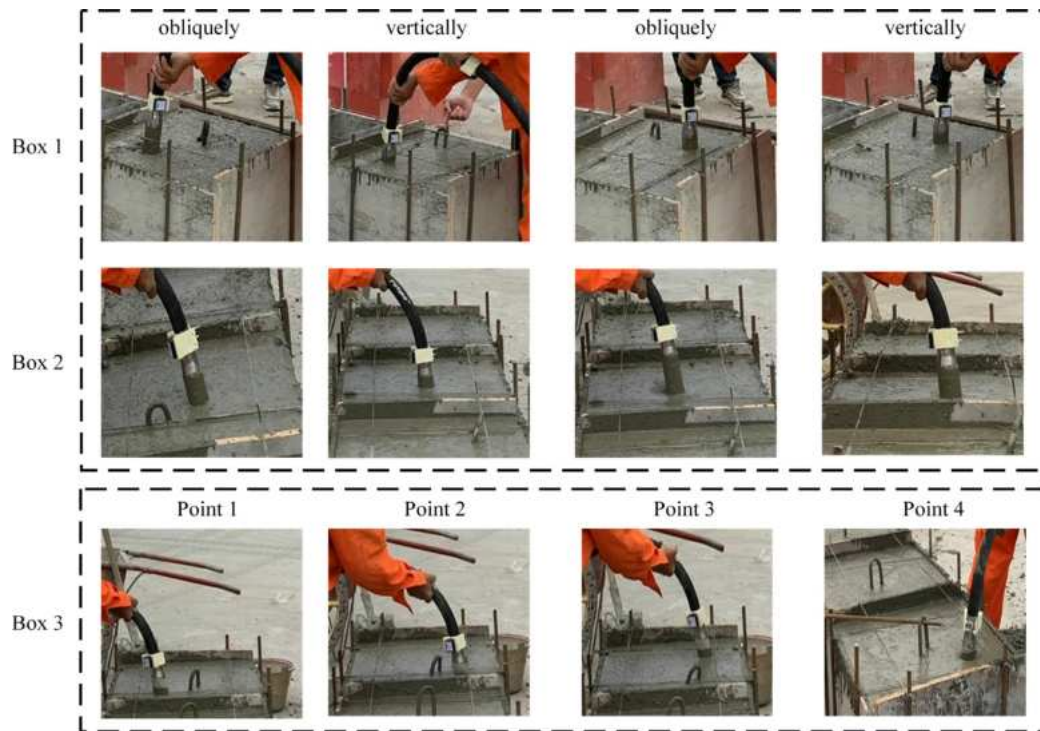 obliquely vertically obliquely vertically
Box 1
Box 2
Point 1 Point 2 Point 3 Point 4
Box 3